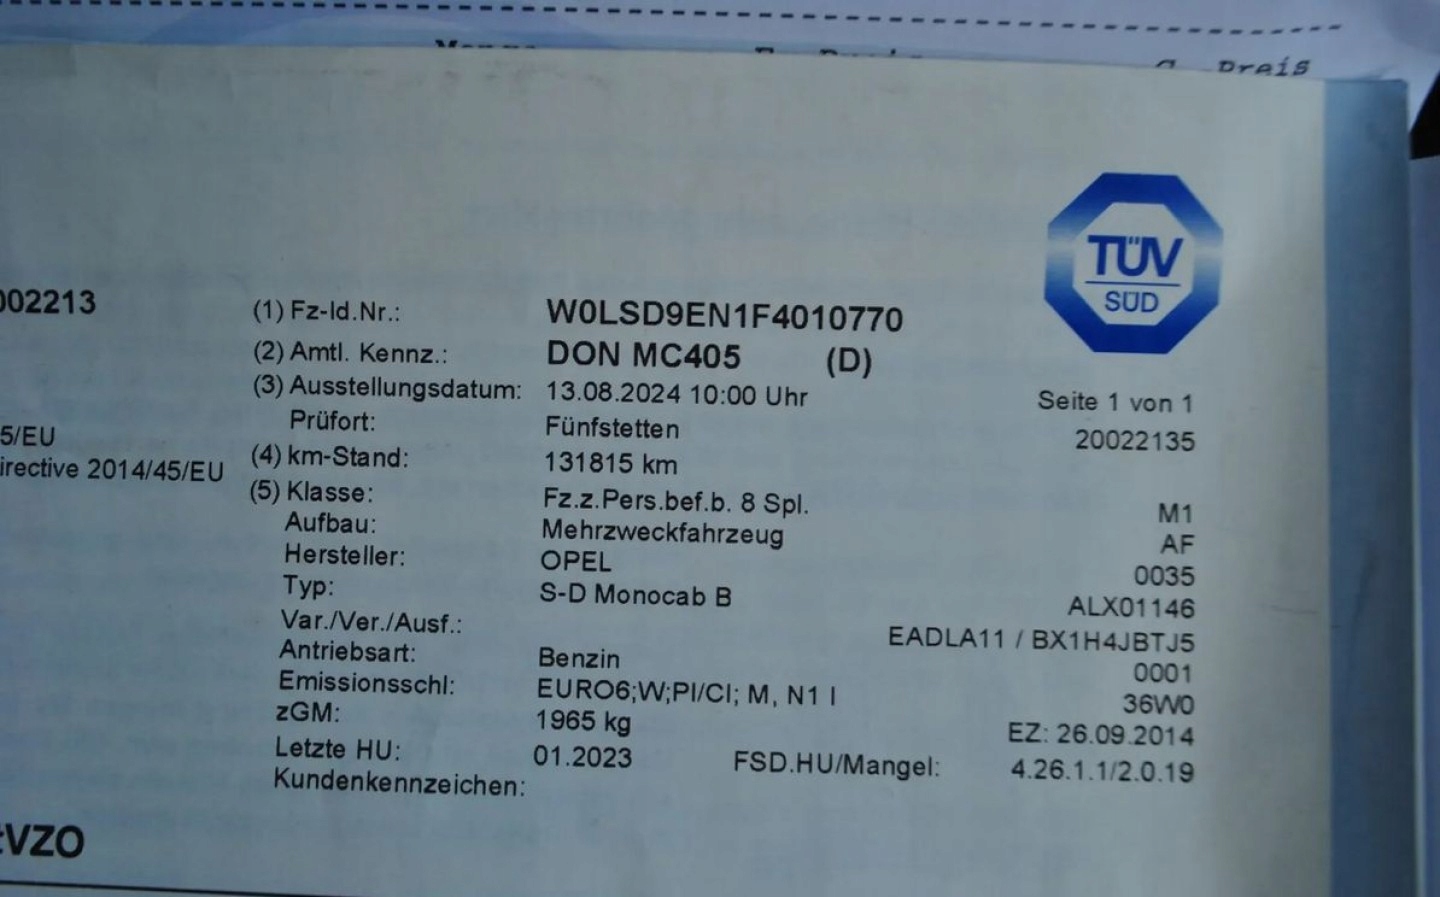 G. Preis
TÜV
SÜD
002213
(1) Fz-Id.Nr.: W0LSD9EN1F4010770
(2) Amtl. Kennz.: DON MC405 (D)
(3) Ausstellungsdatum: 13.08.2024 10:00 Uhr Seite 1 von 1
Prüfort: Fünfstetten 20022135
5/EU
(4) km-Stand: 131815 km
irective 2014/45/EU
(5) Klasse: Fz.z.Pers.bef.b. 8 Spl. M1
Aufbau: Mehrzweckfahrzeug AF
Hersteller: OPEL 0035
Typ: S-D Monocab B ALX01146
Var./Ver./Ausf.: EADLA11 / BX1H4JBTJ5
Antriebsart: Benzin 0001
Emissionsschl: EURO6;W;PI/CI; M, N1 I 36W0
zGM: 1965 kg EZ: 26.09.2014
Letzte HU: 01.2023 FSD.HU/Mangel: 4.26.1.1/2.0.19
Kundenkennzeichen:
VZO